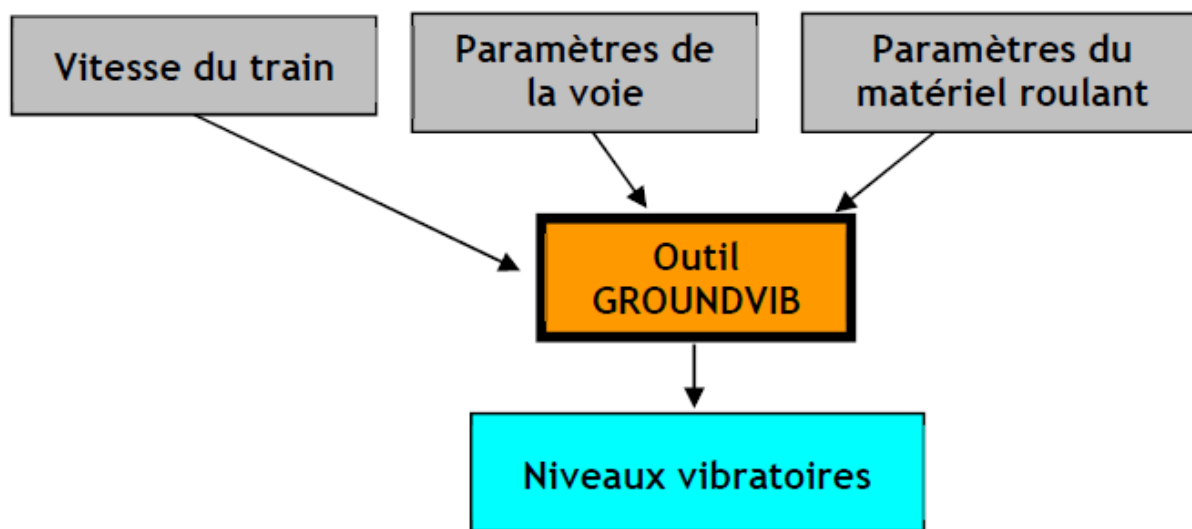 Vitesse du train
Paramètres de
la voie
Paramètres du
matériel roulant
Outil
GROUNDVIB
Niveaux vibratoires